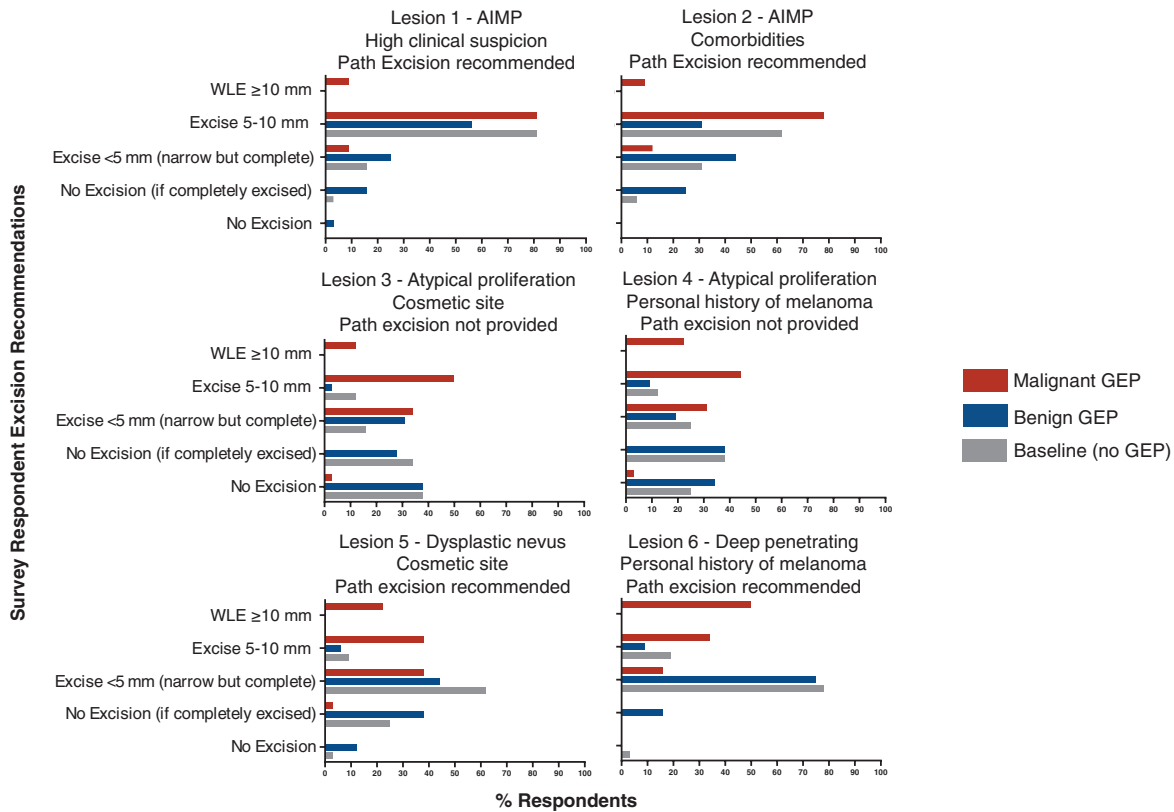 Lesion 1 - AIMP
High clinical suspicion
Path Excision recommended
WLE ≥10 mm
Excise 5-10 mm
Excise <5 mm (narrow but complete)
No Excision (if completely excised)
No Excision
0 10 20 30 40 50 60 70 80 90 100
Lesion 2 - AIMP
Comorbidities
Path Excision recommended
0 10 20 30 40 50 60 70 80 90 100
Lesion 3 - Atypical proliferation
Cosmetic site
Path excision not provided
WLE ≥10 mm
Excise 5-10 mm
Excise <5 mm (narrow but complete)
No Excision (if completely excised)
No Excision
0 10 20 30 40 50 60 70 80 90 100
Lesion 4 - Atypical proliferation
Personal history of melanoma
Path excision not provided
0 10 20 30 40 50 60 70 80 90 100
Lesion 5 - Dysplastic nevus
Cosmetic site
Path excision recommended
WLE ≥10 mm
Excise 5-10 mm
Excise <5 mm (narrow but complete)
No Excision (if completely excised)
No Excision
0 10 20 30 40 50 60 70 80 90 100
Lesion 6 - Deep penetrating
Personal history of melanoma
Path excision recommended
0 10 20 30 40 50 60 70 80 90 100
Survey Respondent Excision Recommendations
% Respondents
Malignant GEP
Benign GEP
Baseline (no GEP)